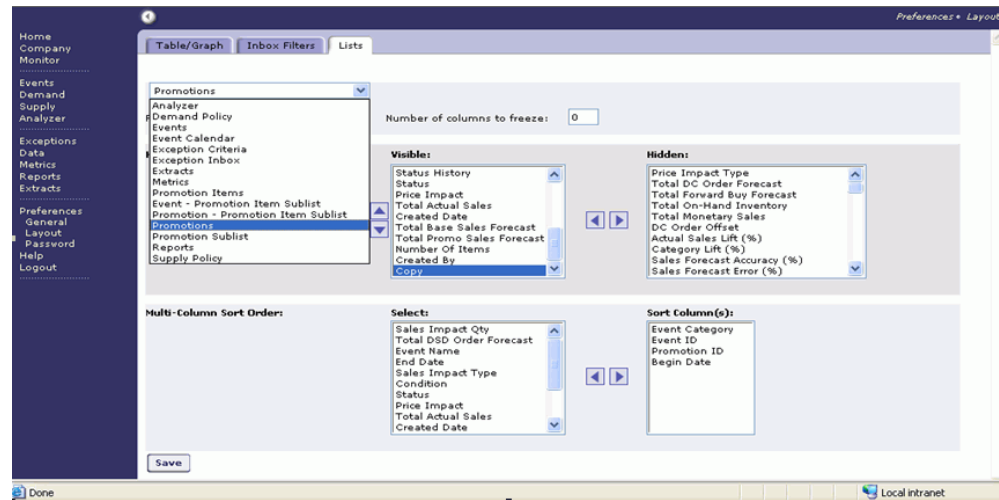 Preferences • Layout
Home
Company
Monitor
Events
Demand
Supply
Analyzer
Exceptions
Data
Metrics
Reports
Extracts
Preferences
General
Layout
Password
Help
Logout
Table/Graph
Inbox Filters
Lists
Promotions
Analyzer
Demand Policy
Events
Event Calendar
Exception Criteria
Exception Inbox
Extracts
Metrics
Promotion Items
Event - Promotion Item Sublist
Promotion - Promotion Item Sublist
Promotions
Promotion Sublist
Reports
Supply Policy
Number of columns to freeze: 0
Visible:
Status History
Status
Price Impact
Total Actual Sales
Created Date
Total Base Sales Forecast
Total Promo Sales Forecast
Number Of Items
Created By
Copy
Hidden:
Price Impact Type
Total DC Order Forecast
Total Forward Buy Forecast
Total On-Hand Inventory
Total Monetary Sales
DC Order Offset
Actual Sales Lift (%)
Category Lift (%)
Sales Forecast Accuracy (%)
Sales Forecast Error (%)
Multi-Column Sort Order:
Select:
Sales Impact Qty
Total DSD Order Forecast
Event Name
End Date
Sales Impact Type
Condition
Status
Price Impact
Total Actual Sales
Created Date
Sort Column(s):
Event Category
Event ID
Promotion ID
Begin Date
Save
Done
Local intranet